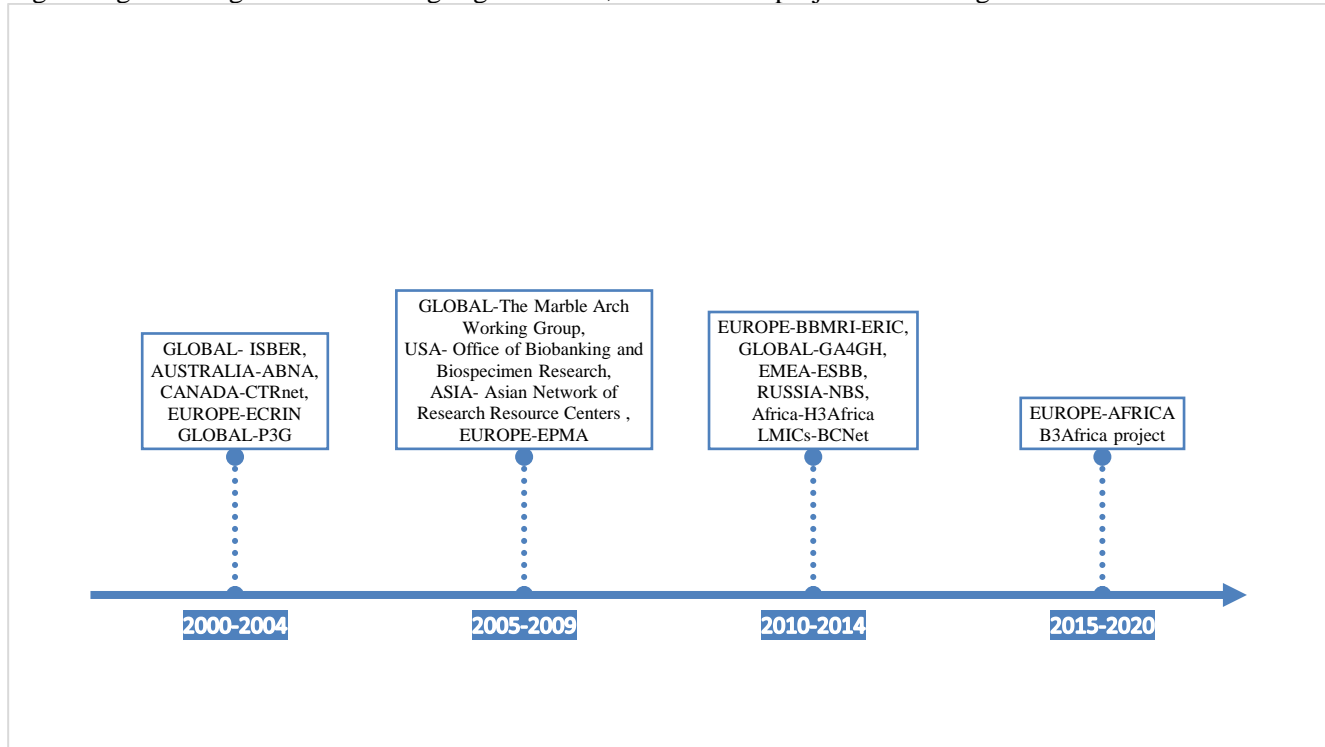 GLOBAL- ISBER,
AUSTRALIA-ABNA,
CANADA-CTRnet,
EUROPE-ECRIN
GLOBAL-P3G
GLOBAL-The Marble Arch
Working Group,
USA- Office of Biobanking and
Biospecimen Research,
ASIA- Asian Network of
Research Resource Centers ,
EUROPE-EPMA
EUROPE-BBMRI-ERIC,
GLOBAL-GA4GH,
EMEA-ESBB,
RUSSIA-NBS,
Africa-H3Africa
LMICs-BCNet
EUROPE-AFRICA
B3Africa project
2000-2004
2005-2009
2010-2014
2015-2020